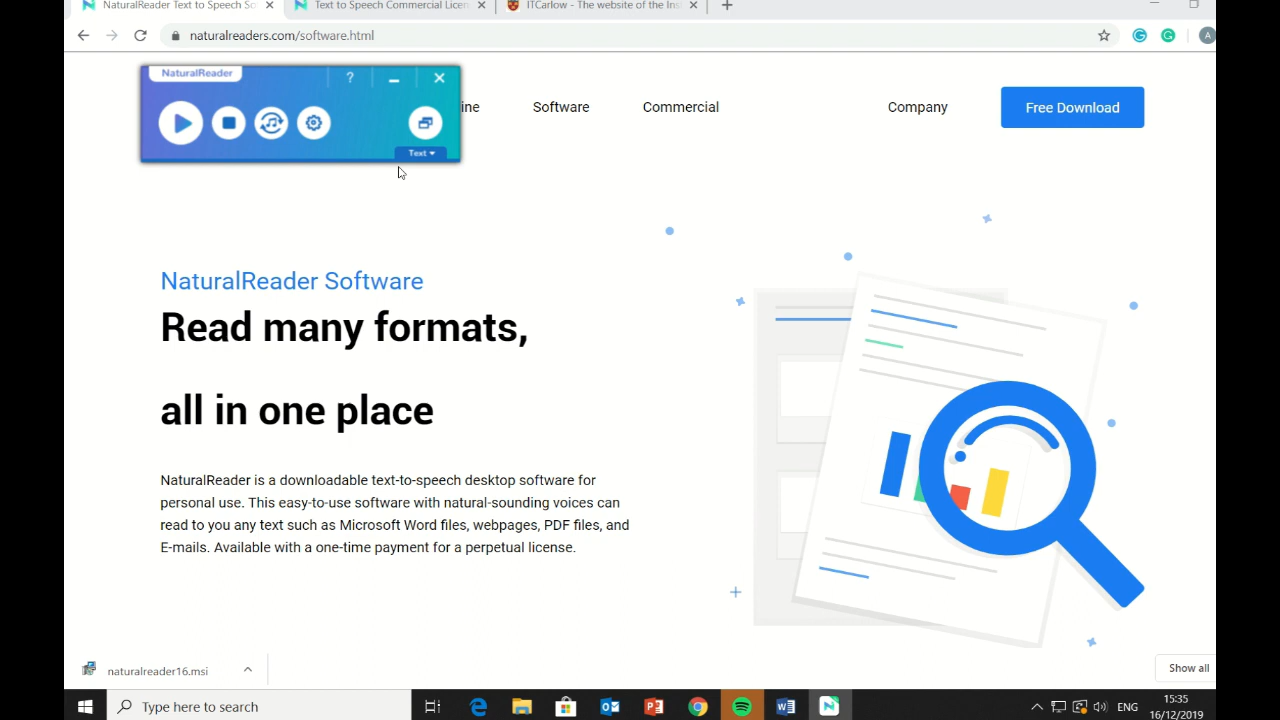 NaturalReader Text to Speech So
Text to Speech Commercial Licen
ITCarlow - The website of the Ins
naturalreaders.com/software.html
A
NaturalReader
?
Text
ine
Software
Commercial
Company
Free Download
NaturalReader Software
Read many formats,
all in one place
NaturalReader is a downloadable text-to-speech desktop software for
personal use. This easy-to-use software with natural-sounding voices can
read to you any text such as Microsoft Word files, webpages, PDF files, and
E-mails. Available with a one-time payment for a perpetual license.
naturalreader16.msi
Show all
Type here to search
ENG
15:35
16/12/2019